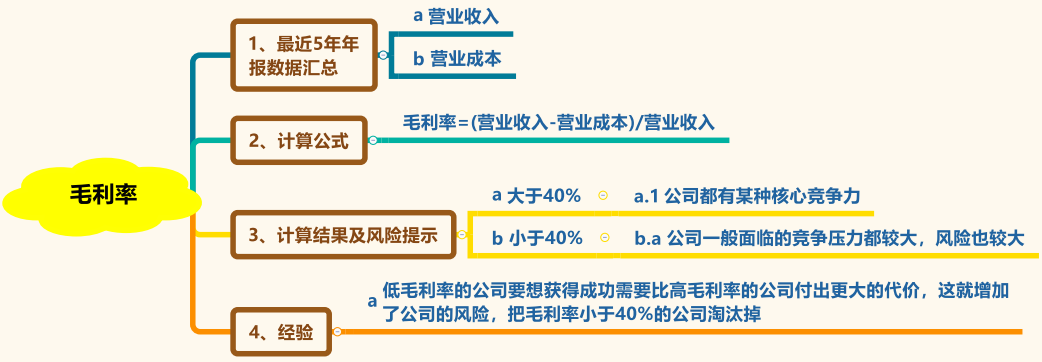 毛利率
1、最近5年年
报数据汇总
a 营业收入
b 营业成本
2、计算公式
毛利率=(营业收入-营业成本)/营业收入
3、计算结果及风险提示
a 大于40%
a.1 公司都有某种核心竞争力
b 小于40%
b.a 公司一般面临的竞争压力都较大，风险也较大
4、经验
a 低毛利率的公司要想获得成功需要比高毛利率的公司付出更大的代价，这就增加
了公司的风险，把毛利率小于40%的公司淘汰掉